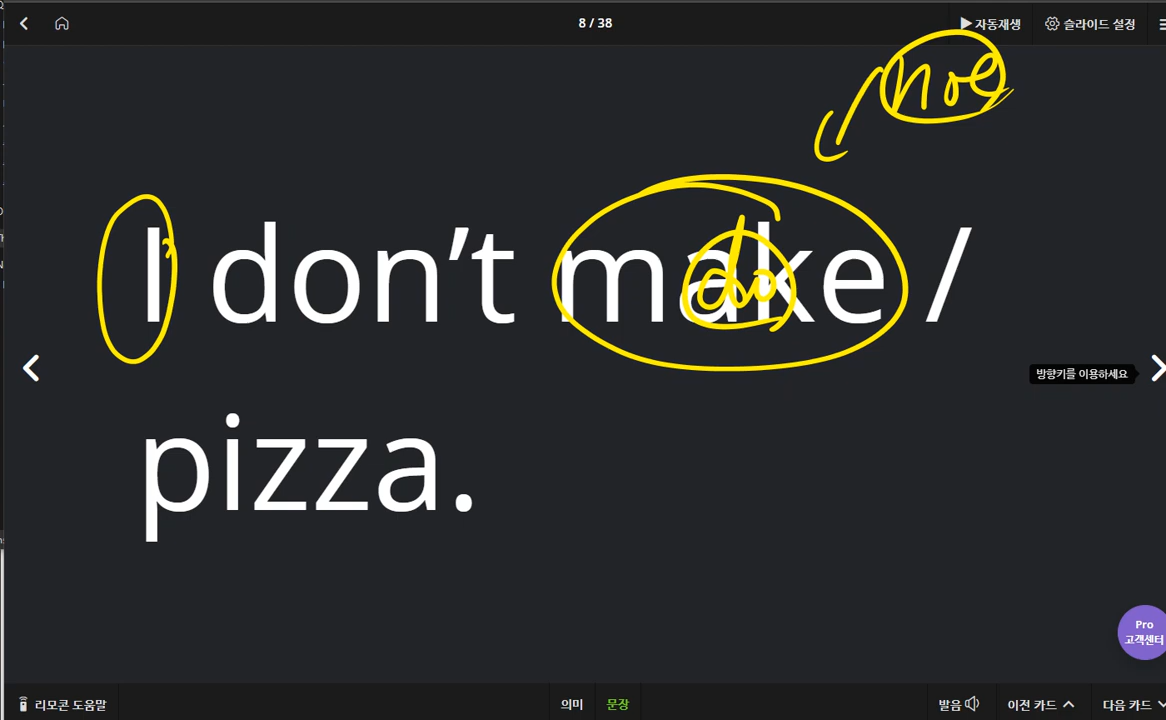 8 / 38
▶ 자동재생
슬라이드 설정
I don't make /
do
방향키를 이용하세요
pizza.
Pro
고객센터
리모콘 도움말
의미
문장
발음
이전 카드
다음 카드